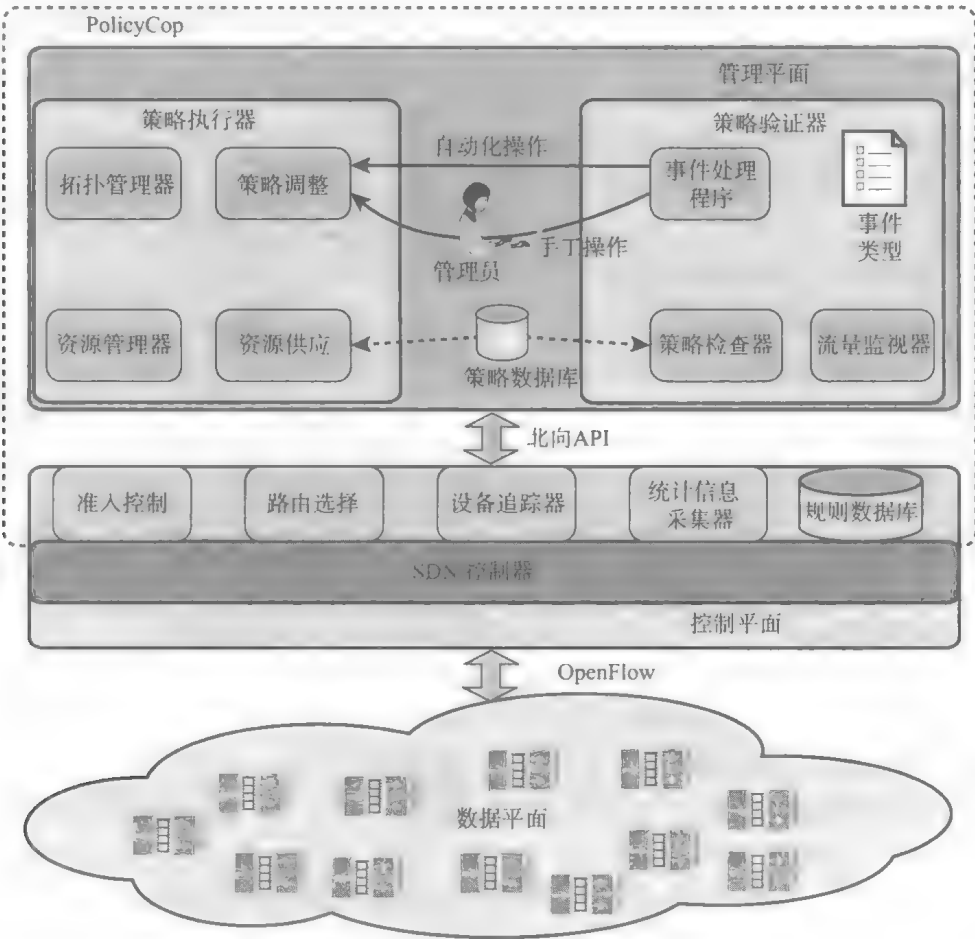 PolicyCop
管理平面
策略执行器
策略验证器
拓扑管理器
策略调整
自动化操作
事件处理
程序
事件
类型
手工操作
管理员
资源管理器
资源供应
策略数据库
策略检查器
流量监视器
北向API
准入控制
路由选择
设备追踪器
统计信息
采集器
规则数据库
SDN 控制器
控制平面
OpenFlow
数据平面